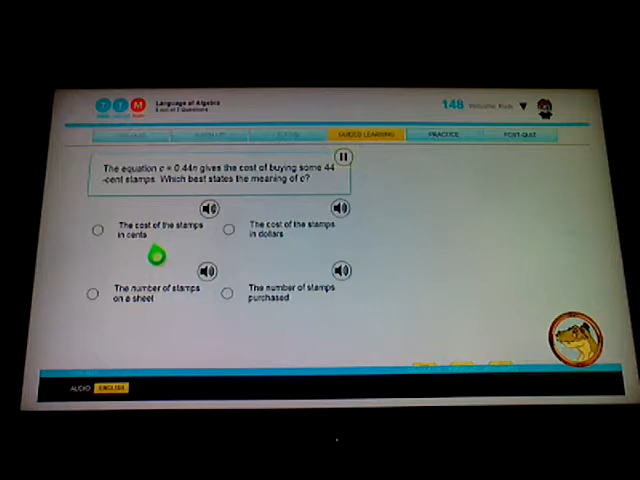 T T M
Language of Algebra
148
GUIDED LEARNING
PRACTICE
POST-QUIZ
The equation c = 0.44n gives the cost of buying some 44
-cent stamps. Which best states the meaning of c?
The cost of the stamps
in cents
The cost of the stamps
in dollars
The number of stamps
on a sheet
The number of stamps
purchased
AUDIO ENGLISH